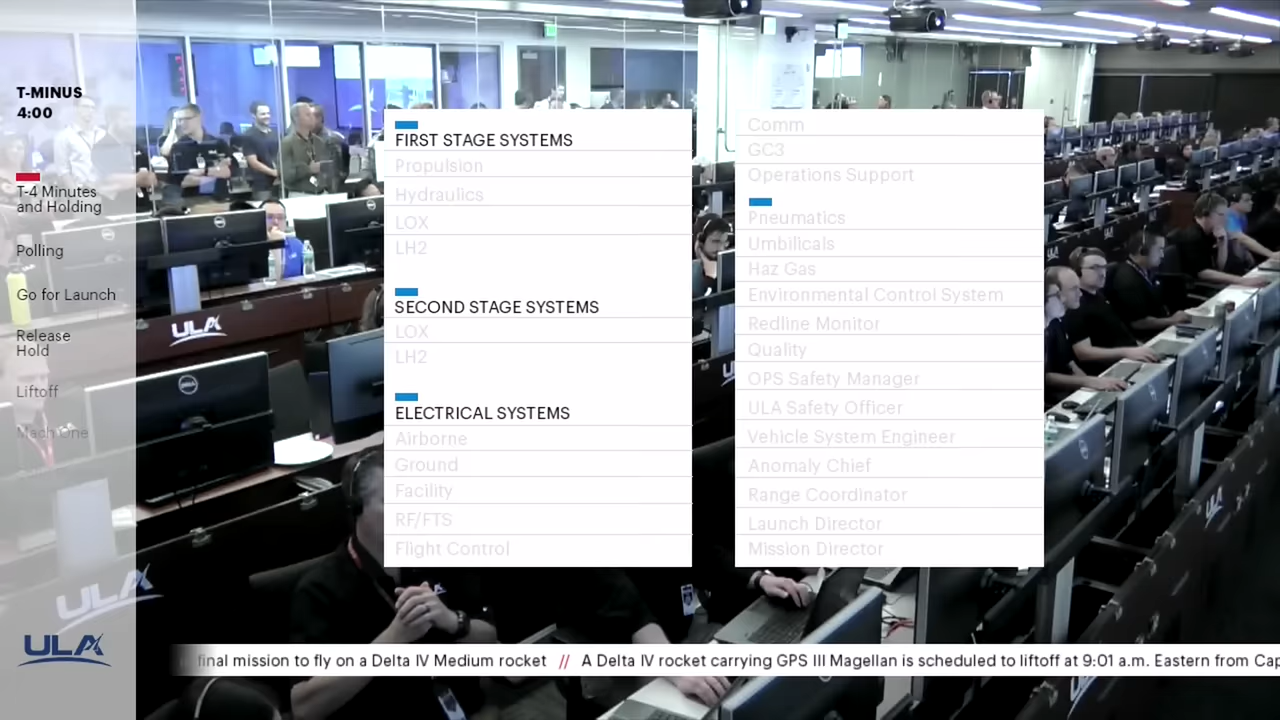 T-MINUS
4:00
T-4 Minutes
and Holding
Polling
Go for Launch
Release
Hold
Liftoff
Mach One
ULA
FIRST STAGE SYSTEMS
Propulsion
Hydraulics
LOX
LH2
SECOND STAGE SYSTEMS
LOX
LH2
ELECTRICAL SYSTEMS
Airborne
Ground
Facility
RF/FTS
Flight Control
Comm
GC3
Operations Support
Pneumatics
Umbilicals
Haz Gas
Environmental Control System
Redline Monitor
Quality
OPS Safety Manager
ULA Safety Officer
Vehicle System Engineer
Anomaly Chief
Range Coordinator
Launch Director
Mission Director
final mission to fly on a Delta IV Medium rocket // A Delta IV rocket carrying GPS III Magellan is scheduled to liftoff at 9:01 a.m. Eastern from Cap
ULA
ULA
DELL
ULA
ULA